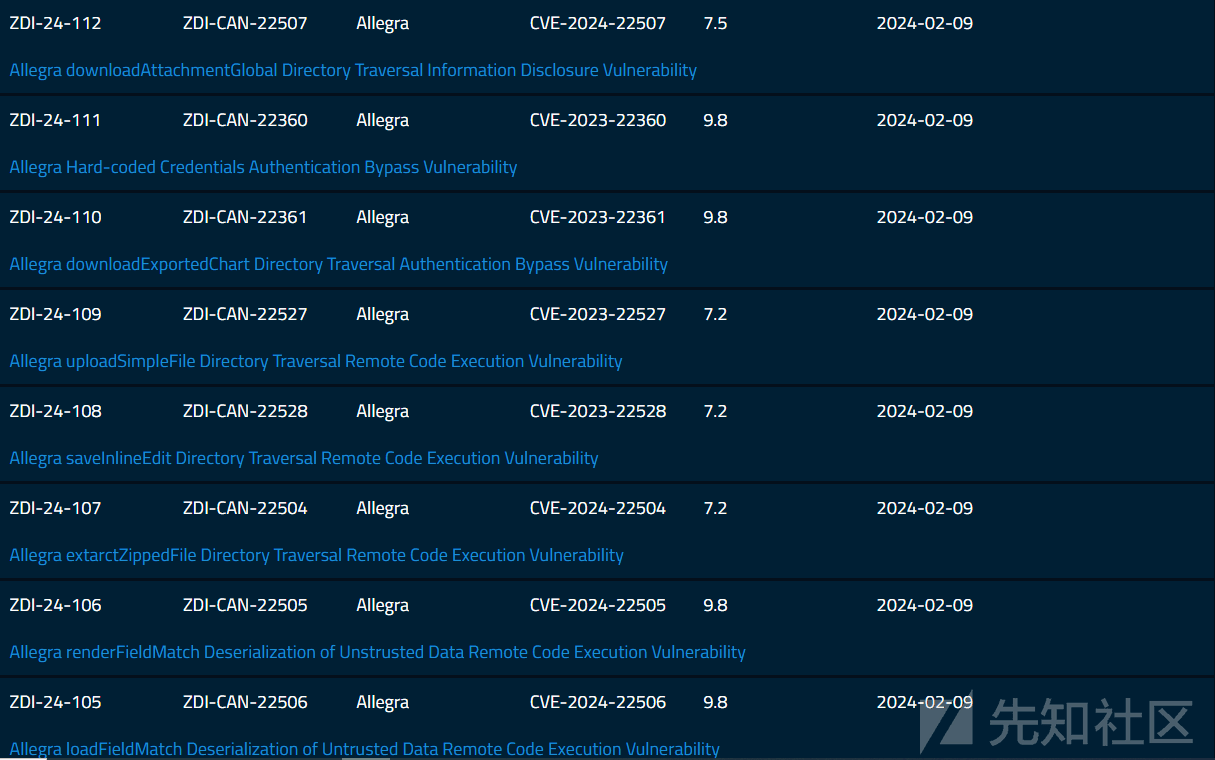 ZDI-24-112 ZDI-CAN-22507 Allegra CVE-2024-22507 7.5 2024-02-09
Allegra downloadAttachmentGlobal Directory Traversal Information Disclosure Vulnerability
ZDI-24-111 ZDI-CAN-22360 Allegra CVE-2023-22360 9.8 2024-02-09
Allegra Hard-coded Credentials Authentication Bypass Vulnerability
ZDI-24-110 ZDI-CAN-22361 Allegra CVE-2023-22361 9.8 2024-02-09
Allegra downloadExportedChart Directory Traversal Authentication Bypass Vulnerability
ZDI-24-109 ZDI-CAN-22527 Allegra CVE-2023-22527 7.2 2024-02-09
Allegra uploadSimpleFile Directory Traversal Remote Code Execution Vulnerability
ZDI-24-108 ZDI-CAN-22528 Allegra CVE-2023-22528 7.2 2024-02-09
Allegra saveInlineEdit Directory Traversal Remote Code Execution Vulnerability
ZDI-24-107 ZDI-CAN-22504 Allegra CVE-2024-22504 7.2 2024-02-09
Allegra extarctZippedFile Directory Traversal Remote Code Execution Vulnerability
ZDI-24-106 ZDI-CAN-22505 Allegra CVE-2024-22505 9.8 2024-02-09
Allegra renderFieldMatch Deserialization of Unstrusted Data Remote Code Execution Vulnerability
ZDI-24-105 ZDI-CAN-22506 Allegra CVE-2024-22506 9.8 2024-02-09
Allegra loadFieldMatch Deserialization of Untrusted Data Remote Code Execution Vulnerability
先知社区